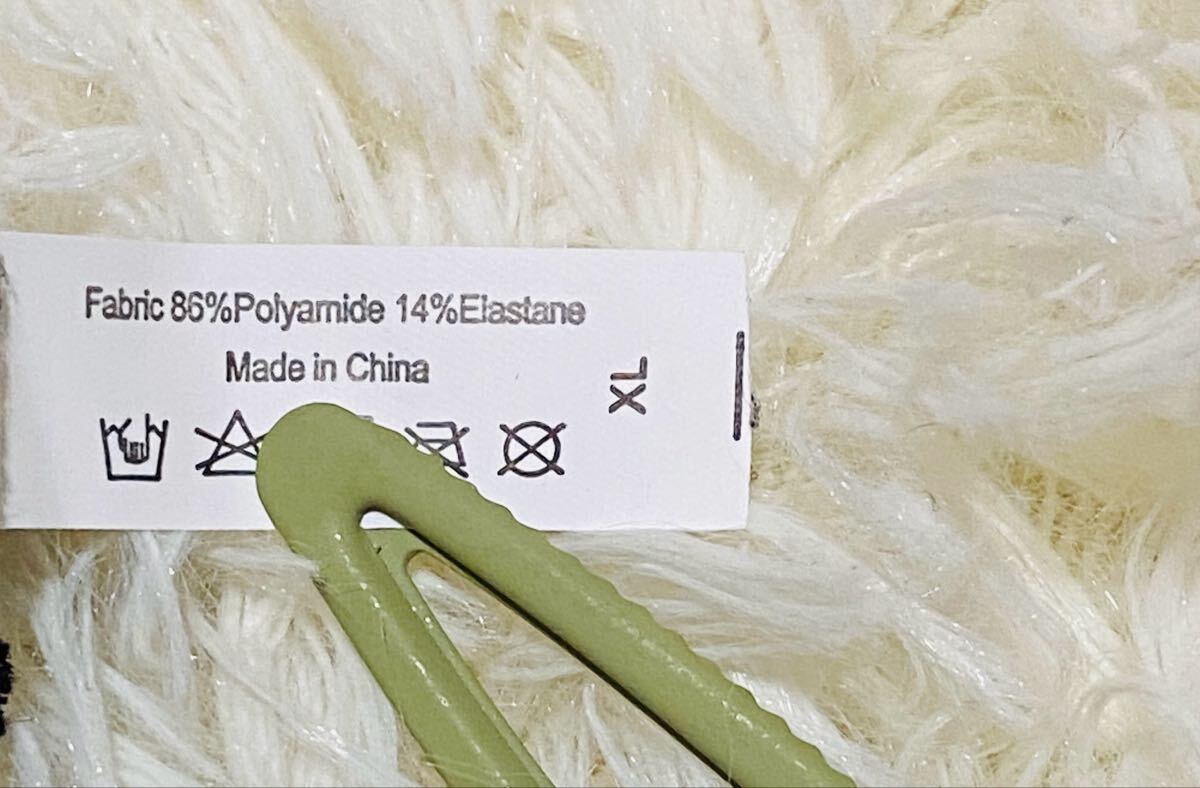 Fabric 86%Polyamide 14%Elastane
Made in China
XL